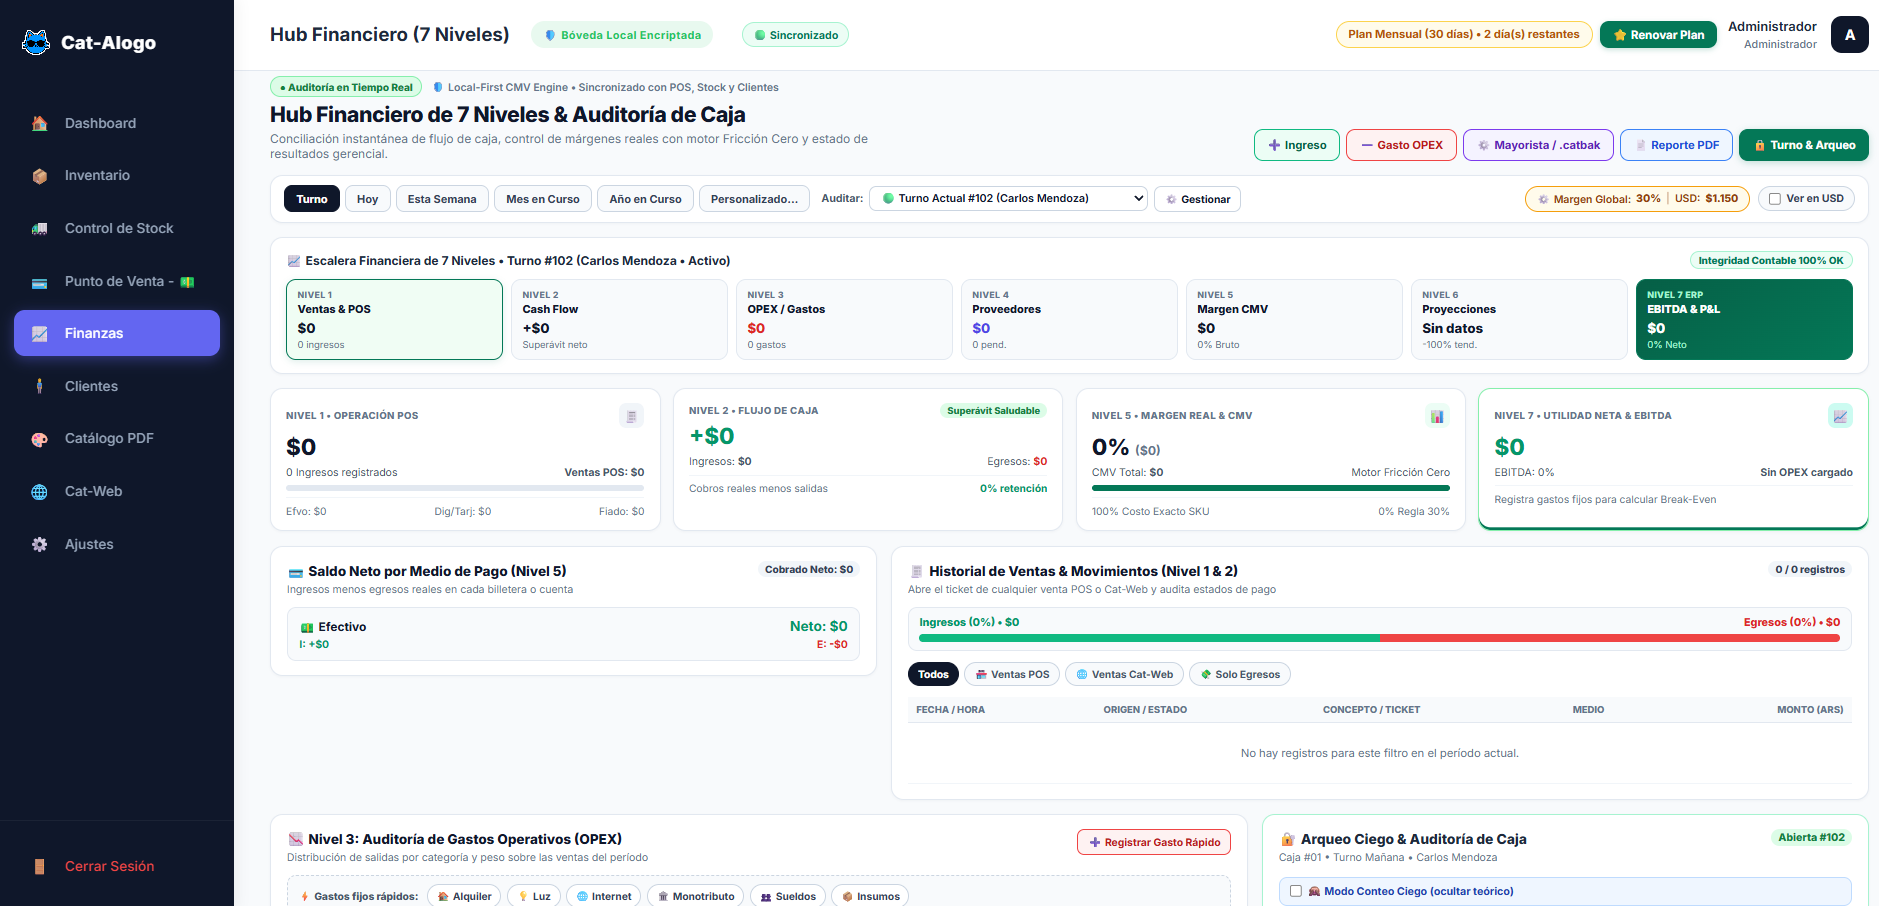 Cat-Alogo
Dashboard
Inventario
Control de Stock
Punto de Venta -
Finanzas
Clientes
Catálogo PDF
Cat-Web
Ajustes
Cerrar Sesión
Hub Financiero (7 Niveles)
Bóveda Local Encriptada
Sincronizado
Plan Mensual (30 días) • 2 día(s) restantes
Renovar Plan
Administrador
Administrador
A
• Auditoría en Tiempo Real
Local-First CMV Engine • Sincronizado con POS, Stock y Clientes
Hub Financiero de 7 Niveles & Auditoría de Caja
Conciliación instantánea de flujo de caja, control de márgenes reales con motor Fricción Cero y estado de
resultados gerencial.
Ingreso
Gasto OPEX
Mayorista / .catbak
Reporte PDF
Turno & Arqueo
Turno
Hoy
Esta Semana
Mes en Curso
Año en Curso
Personalizado...
Auditar:
Turno Actual #102 (Carlos Mendoza)
Gestionar
Margen Global: 30% | USD: $1.150
Ver en USD
Escalera Financiera de 7 Niveles • Turno #102 (Carlos Mendoza • Activo)
Integridad Contable 100% OK
NIVEL 1
Ventas & POS
$0
0 ingresos
NIVEL 2
Cash Flow
+$0
Superávit neto
NIVEL 3
OPEX / Gastos
$0
0 gastos
NIVEL 4
Proveedores
$0
0 pend.
NIVEL 5
Margen CMV
$0
0% Bruto
NIVEL 6
Proyecciones
Sin datos
-100% tend.
NIVEL 7 ERP
EBITDA & P&L
$0
0% Neto
NIVEL 1 • OPERACIÓN POS
$0
0 Ingresos registrados
Ventas POS: $0
Efvo: $0
Dig/Tarj: $0
Fiado: $0
NIVEL 2 • FLUJO DE CAJA
Superávit Saludable
+$0
Ingresos: $0
Egresos: $0
Cobros reales menos salidas
0% retención
NIVEL 5 • MARGEN REAL & CMV
0% ($0)
CMV Total: $0
Motor Fricción Cero
100% Costo Exacto SKU
0% Regla 30%
NIVEL 7 • UTILIDAD NETA & EBITDA
$0
EBITDA: 0%
Sin OPEX cargado
Registra gastos fijos para calcular Break-Even
Saldo Neto por Medio de Pago (Nivel 5)
Cobrado Neto: $0
Ingresos menos egresos reales en cada billetera o cuenta
Efectivo
Neto: $0
I: +$0
E: -$0
Historial de Ventas & Movimientos (Nivel 1 & 2)
0 / 0 registros
Abre el ticket de cualquier venta POS o Cat-Web y audita estados de pago
Ingresos (0%) • $0
Egresos (0%) • $0
Todos
Ventas POS
Ventas Cat-Web
Solo Egresos
FECHA / HORA
ORIGEN / ESTADO
CONCEPTO / TICKET
MEDIO
MONTO (ARS)
No hay registros para este filtro en el período actual.
Nivel 3: Auditoría de Gastos Operativos (OPEX)
Distribución de salidas por categoría y peso sobre las ventas del período
Registrar Gasto Rápido
Gastos fijos rápidos:
Alquiler
Luz
Internet
Monotributo
Sueldos
Insumos
Arqueo Ciego & Auditoría de Caja
Abierta #102
Caja #01 • Turno Mañana • Carlos Mendoza
Modo Conteo Ciego (ocultar teórico)